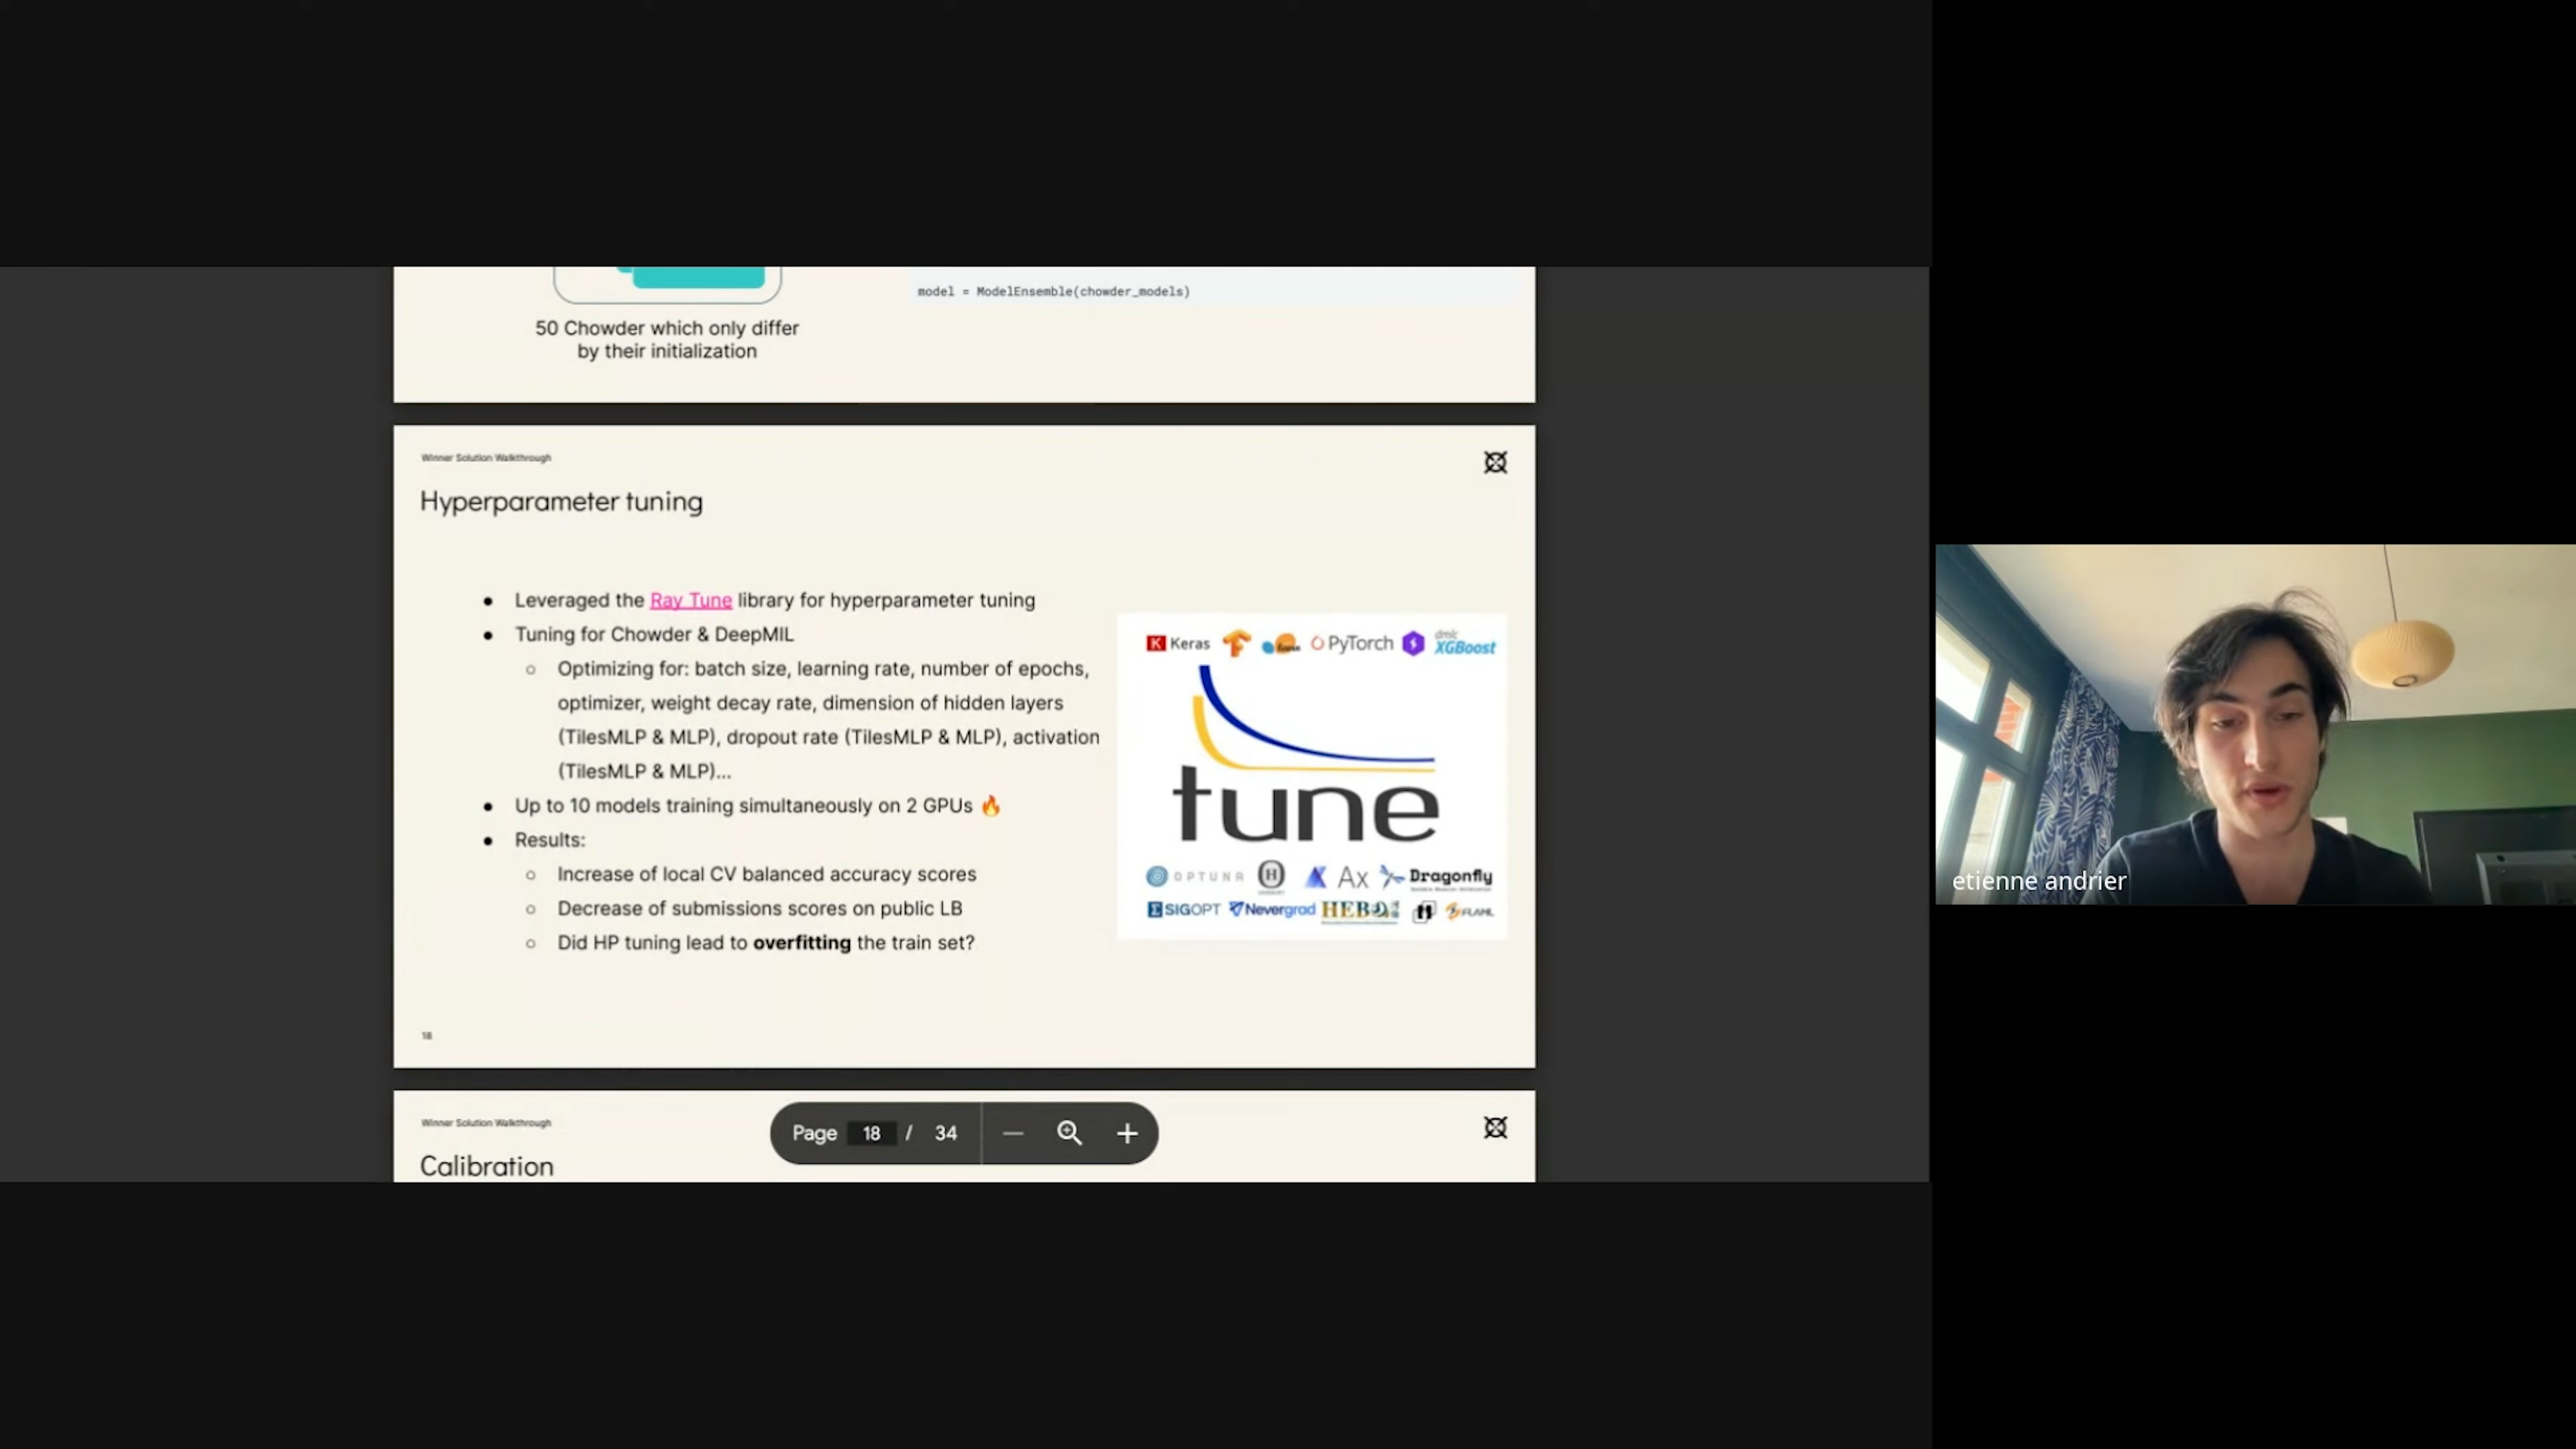 model = ModelEnsemble(chowder_models)
50 Chowder which only differ
by their initialization
Winner Solution Walkthrough
Hyperparameter tuning
● Leveraged the Ray Tune library for hyperparameter tuning
● Tuning for Chowder & DeepMIL
○ Optimizing for: batch size, learning rate, number of epochs,
optimizer, weight decay rate, dimension of hidden layers
(TilesMLP & MLP), dropout rate (TilesMLP & MLP), activation
(TilesMLP & MLP)...
● Up to 10 models training simultaneously on 2 GPUs 🔥
● Results:
○ Increase of local CV balanced accuracy scores
○ Decrease of submissions scores on public LB
○ Did HP tuning lead to overfitting the train set?
K Keras PyTorch dmlc XGBoost
tune
OPTUNA H Ax Dragonfly
SIGOPT Nevergrad HEBO FLAML
18
etienne andrier
Winner Solution Walkthrough
Calibration
Page 18 / 34